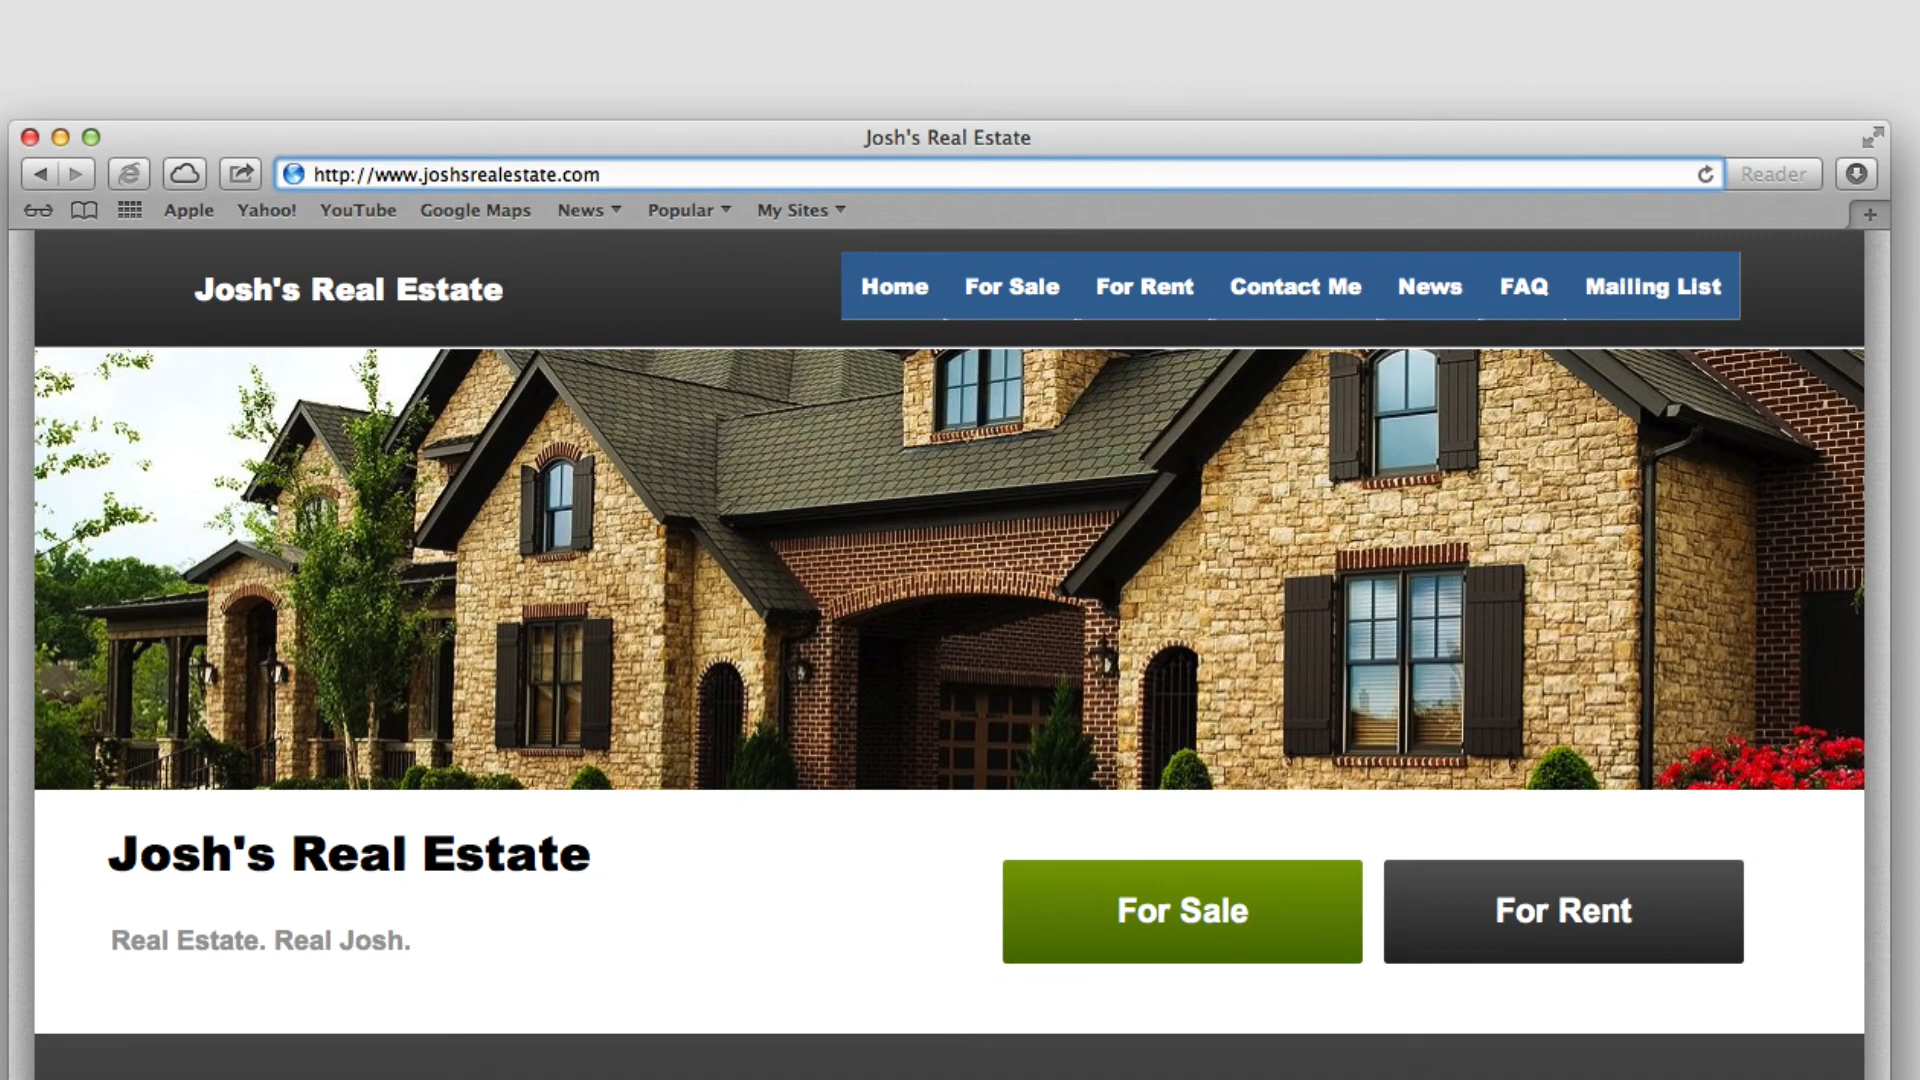 Josh's Real Estate
http://www.joshsrealestate.com
Reader
Apple Yahoo! YouTube Google Maps News Popular My Sites
Josh's Real Estate
Home For Sale For Rent Contact Me News FAQ Mailing List
Josh's Real Estate
Real Estate. Real Josh.
For Sale
For Rent